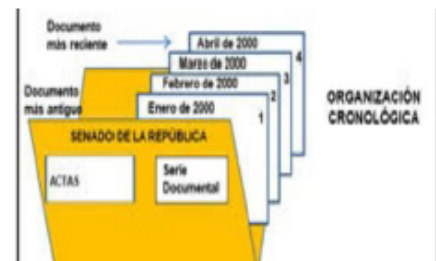 Documento
más reciente
Abril de 2000
4
Marzo de 2000
3
Febrero de 2000
2
Documento
más antiguo
Enero de 2000
1
ORGANIZACIÓN
CRONOLÓGICA
SENADO DE LA REPÚBLICA
ACTAS
Serie
Documental